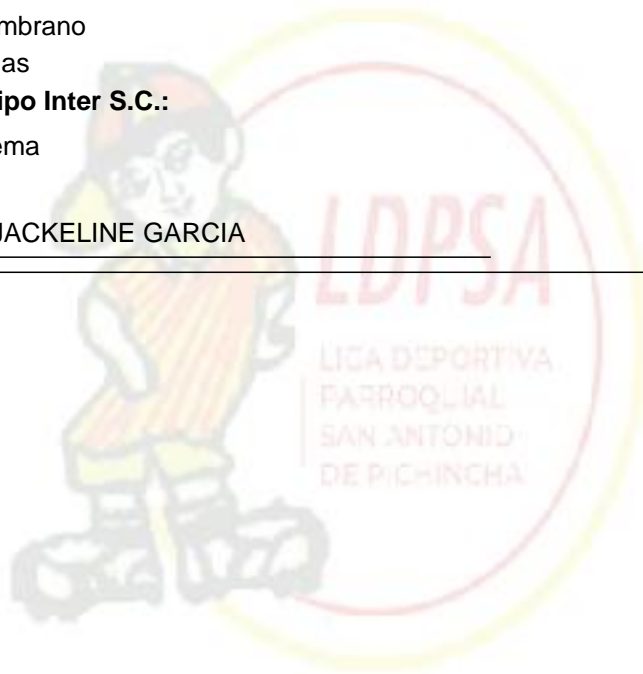 mbrano
as
ipo Inter S.C.:
ema
JACKELINE GARCIA
LDPSA
LIGA DEPORTIVA
PARROQUIAL
SAN ANTONIO
DE PICHINCHA